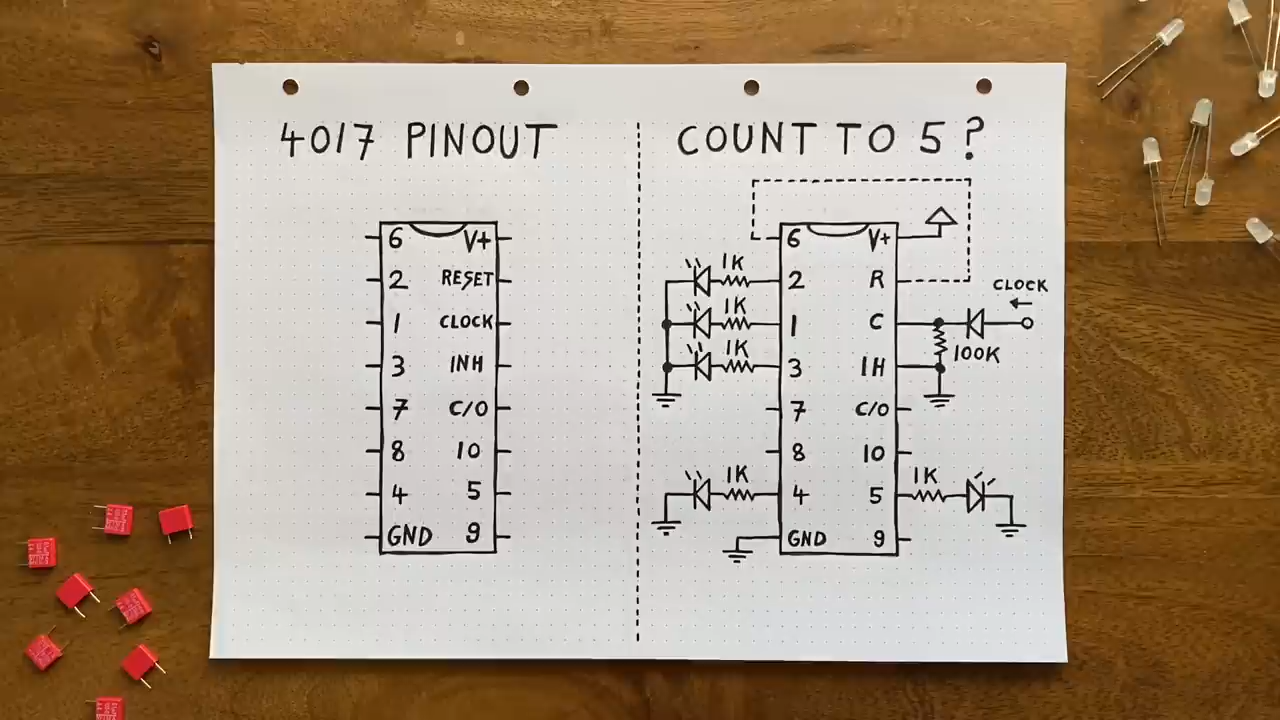 4017 PINOUT
6 V+
2 RESET
1 CLOCK
3 INH
7 C/O
8 10
4 5
GND 9
COUNT TO 5?
6 V+
1K 2 R
CLOCK
1K 1 C
1K 3 IH 100K
7 C/O
8 10
1K 4 5 1K
GND 9